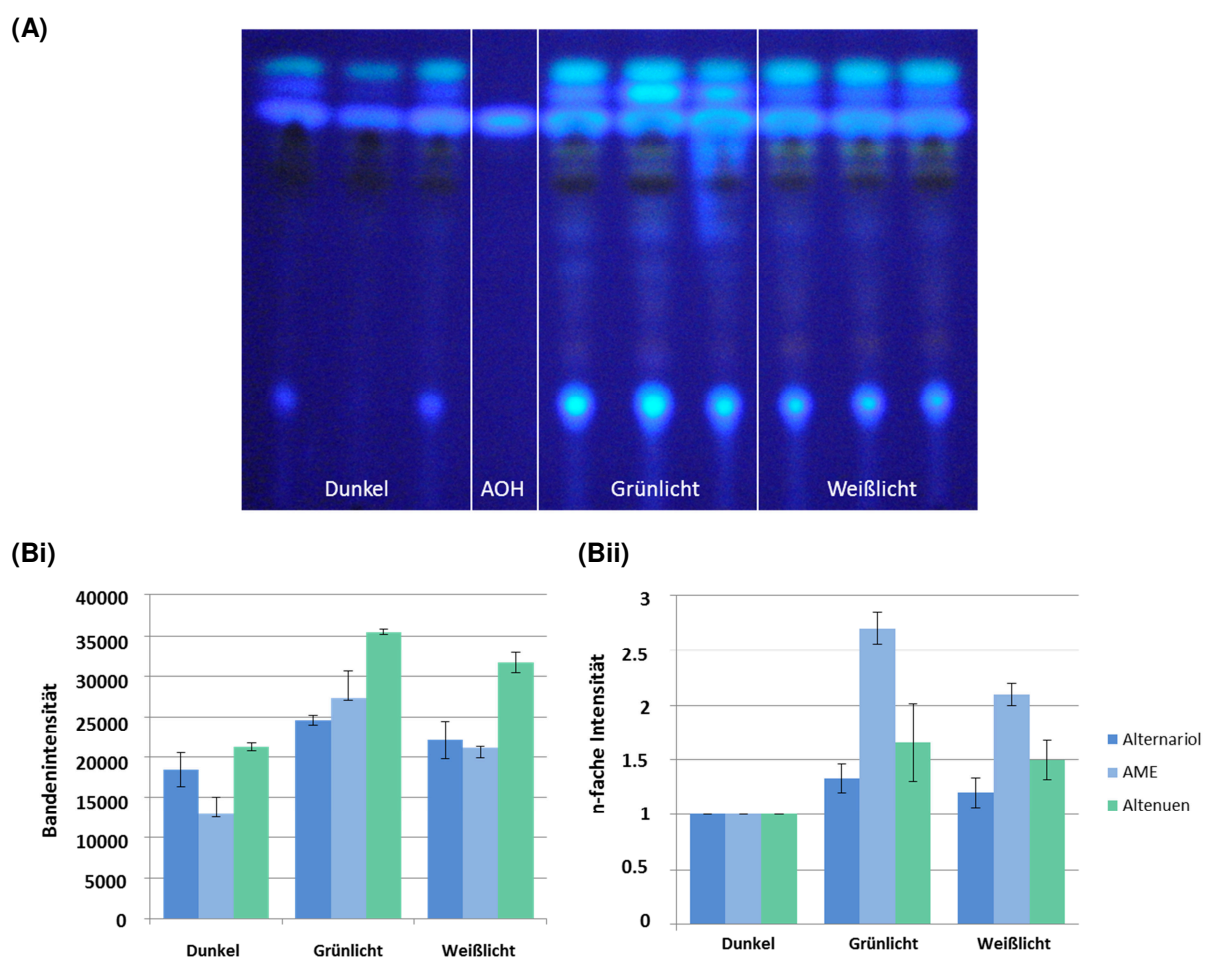 (A)
Dunkel AOH Grünlicht Weißlicht
(Bi)
Bandenintensität
40000
35000
30000
25000
20000
15000
10000
5000
0
Dunkel Grünlicht Weißlicht
(Bii)
n-fache Intensität
3
2.5
2
1.5
1
0.5
0
Dunkel Grünlicht Weißlicht
Alternariol
AME
Altenuen